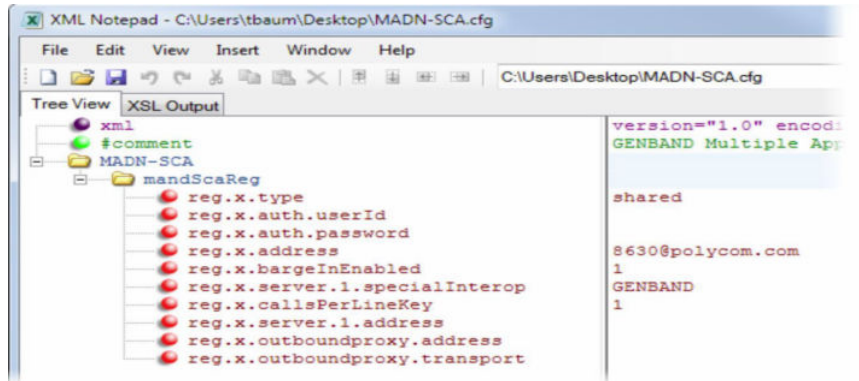 XML Notepad - C:\Users\tbaum\Desktop\MADN-SCA.cfg
File Edit View Insert Window Help
C:\Users\Desktop\MADN-SCA.cfg
Tree View XSL Output
xml version="1.0" encodi
#comment GENBAND Multiple App
MADN-SCA
mandScaReg
reg.x.type shared
reg.x.auth.userId
reg.x.auth.password
reg.x.address 8630@polycom.com
reg.x.bargeInEnabled 1
reg.x.server.1.specialInterop GENBAND
reg.x.callsPerLineKey 1
reg.x.server.1.address
reg.x.outboundproxy.address
reg.x.outboundproxy.transport